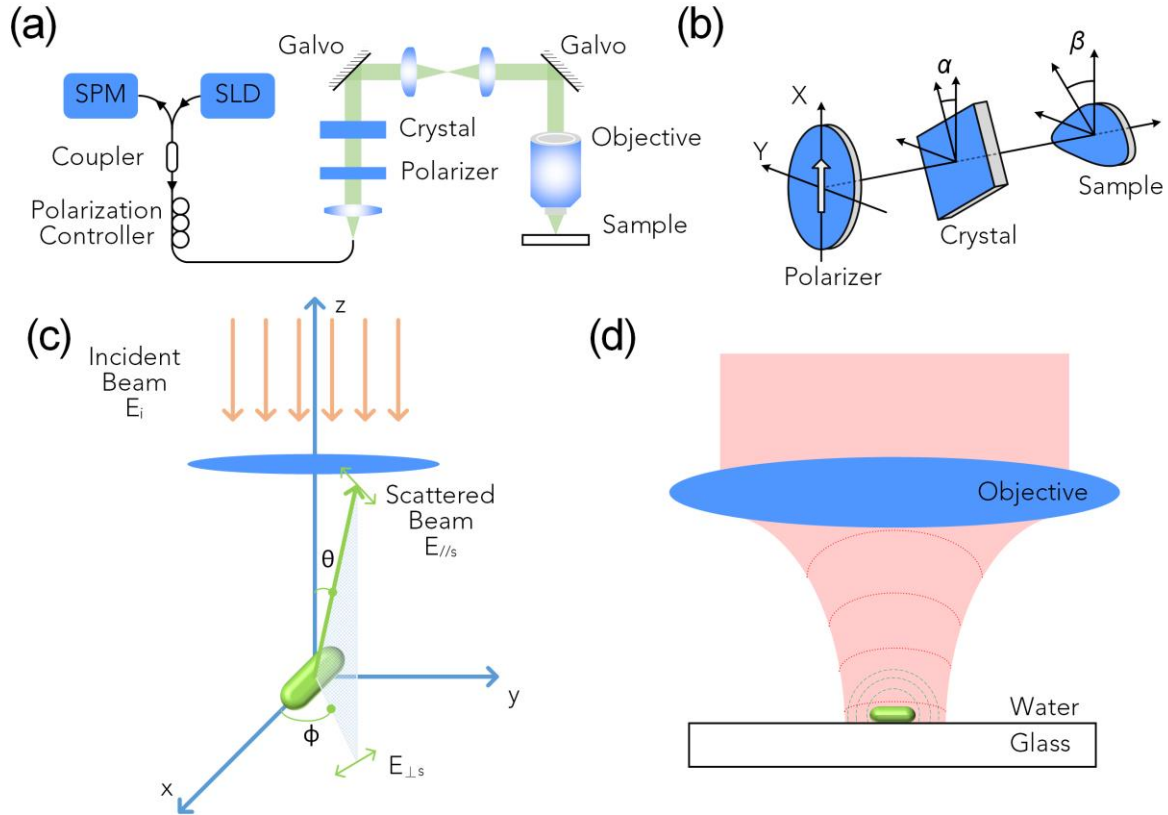 (a)
Galvo
Galvo
SPM
SLD
Crystal
Objective
Coupler
Polarizer
Polarization
Controller
Sample
(b)
β
α
X
Y
Sample
Crystal
Polarizer
(c)
z
Incident
Beam
Eᵢ
Scattered
Beam
E//s
θ
y
ϕ
E⊥s
x
(d)
Objective
Water
Glass